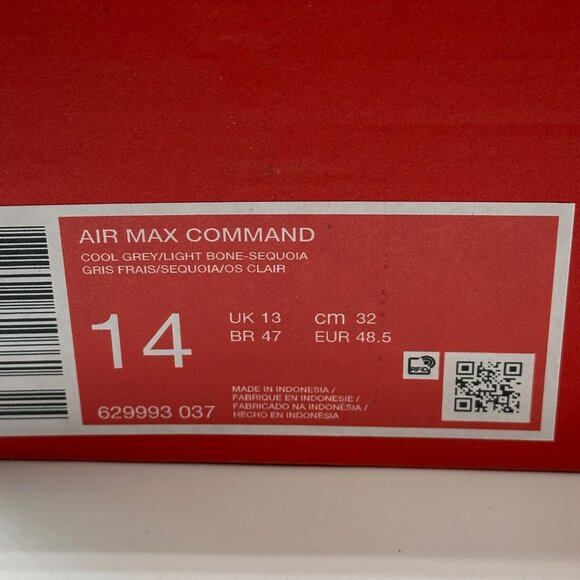 AIR MAX COMMAND
COOL GREY/LIGHT BONE-SEQUOIA
GRIS FRAIS/SEQUOIA/OS CLAIR
14
UK 13 cm 32
BR 47 EUR 48.5
RFID
629993 037
MADE IN INDONESIA /
FABRIQUE EN INDONESIE /
FABRICADO NA INDONESIA /
HECHO EN INDONESIA